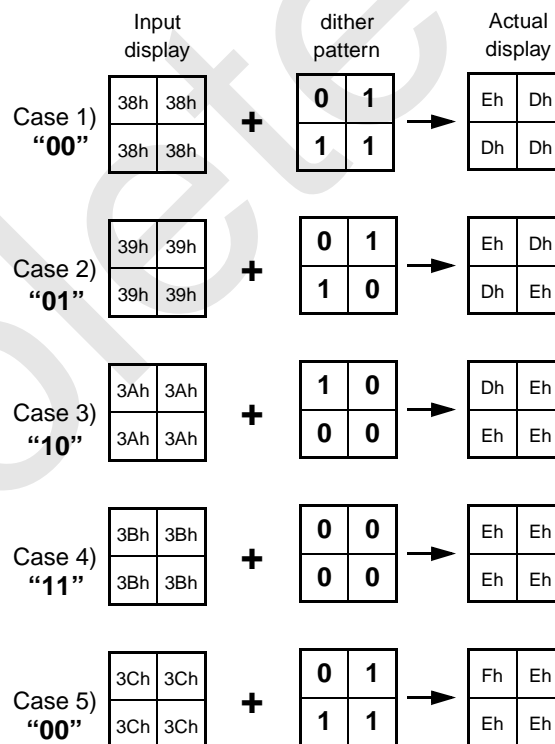 Input display dither pattern Actual display
Case 1) “00”
38h 38h + 0 1 Eh Dh
38h 38h 1 1 Dh Dh
Case 2) “01”
39h 39h + 0 1 Eh Dh
39h 39h 1 0 Dh Eh
Case 3) “10”
3Ah 3Ah + 1 0 Dh Eh
3Ah 3Ah 0 0 Eh Eh
Case 4) “11”
3Bh 3Bh + 0 0 Eh Eh
3Bh 3Bh 0 0 Eh Eh
Case 5) “00”
3Ch 3Ch + 0 1 Fh Eh
3Ch 3Ch 1 1 Eh Eh